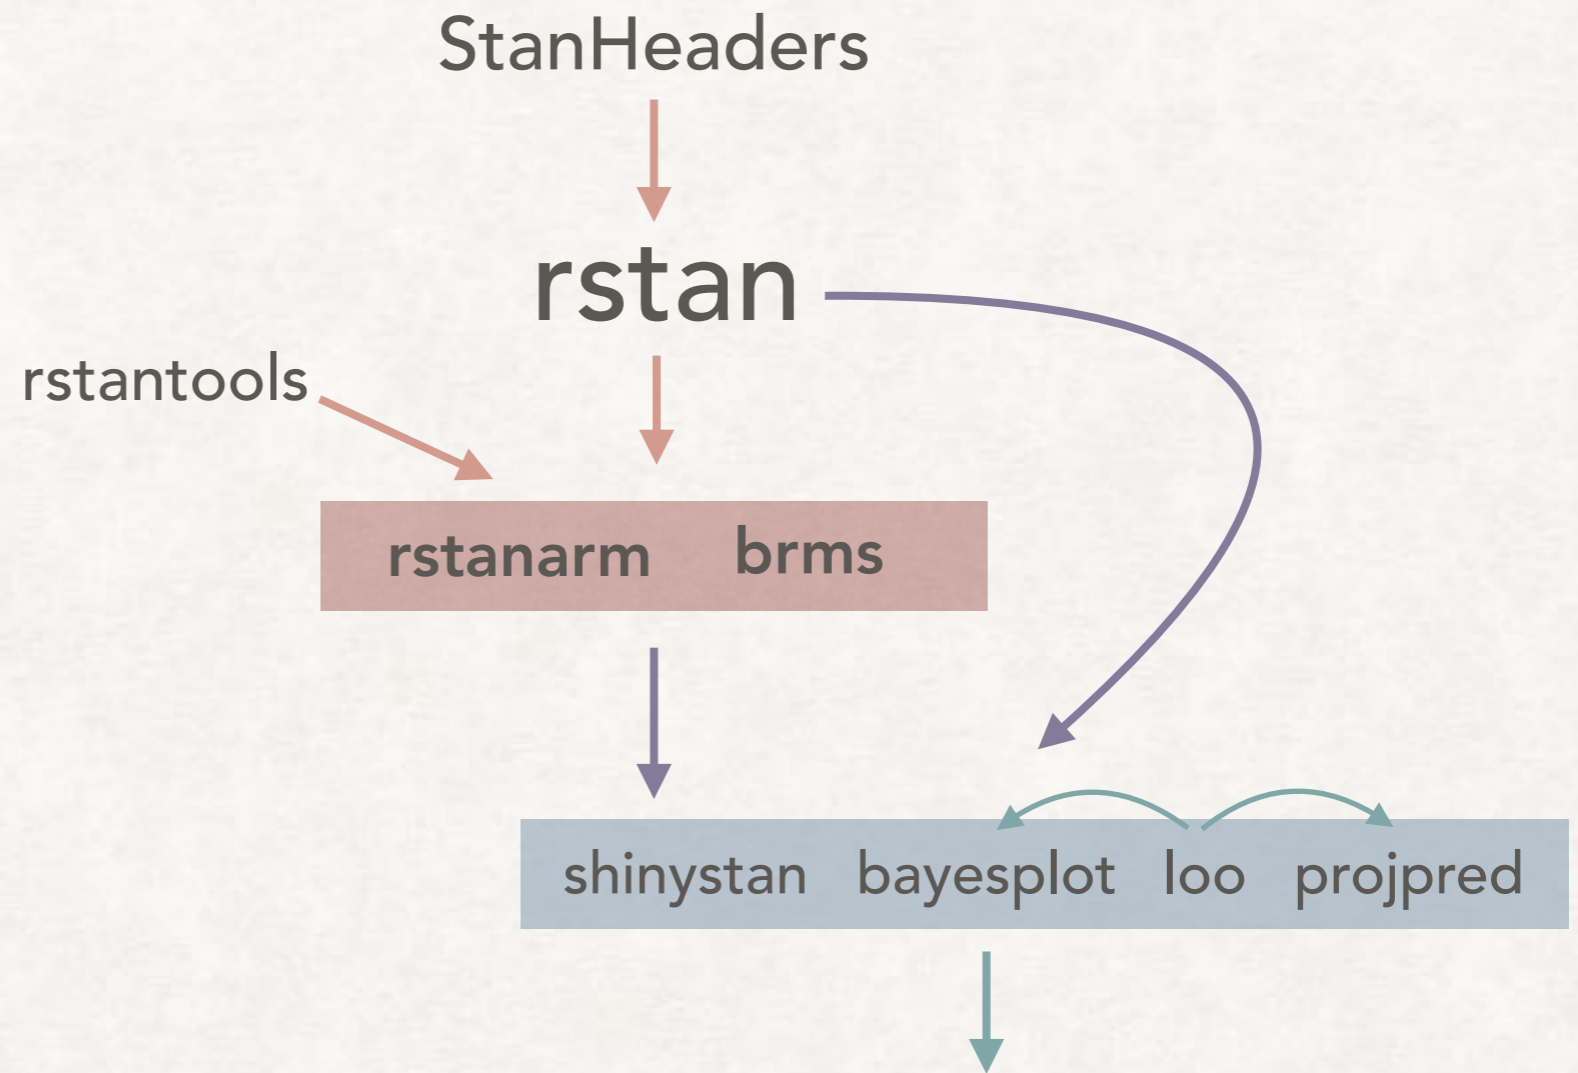 StanHeaders
rstan
rstantools
rstanarm brms
shinystan bayesplot loo projpred